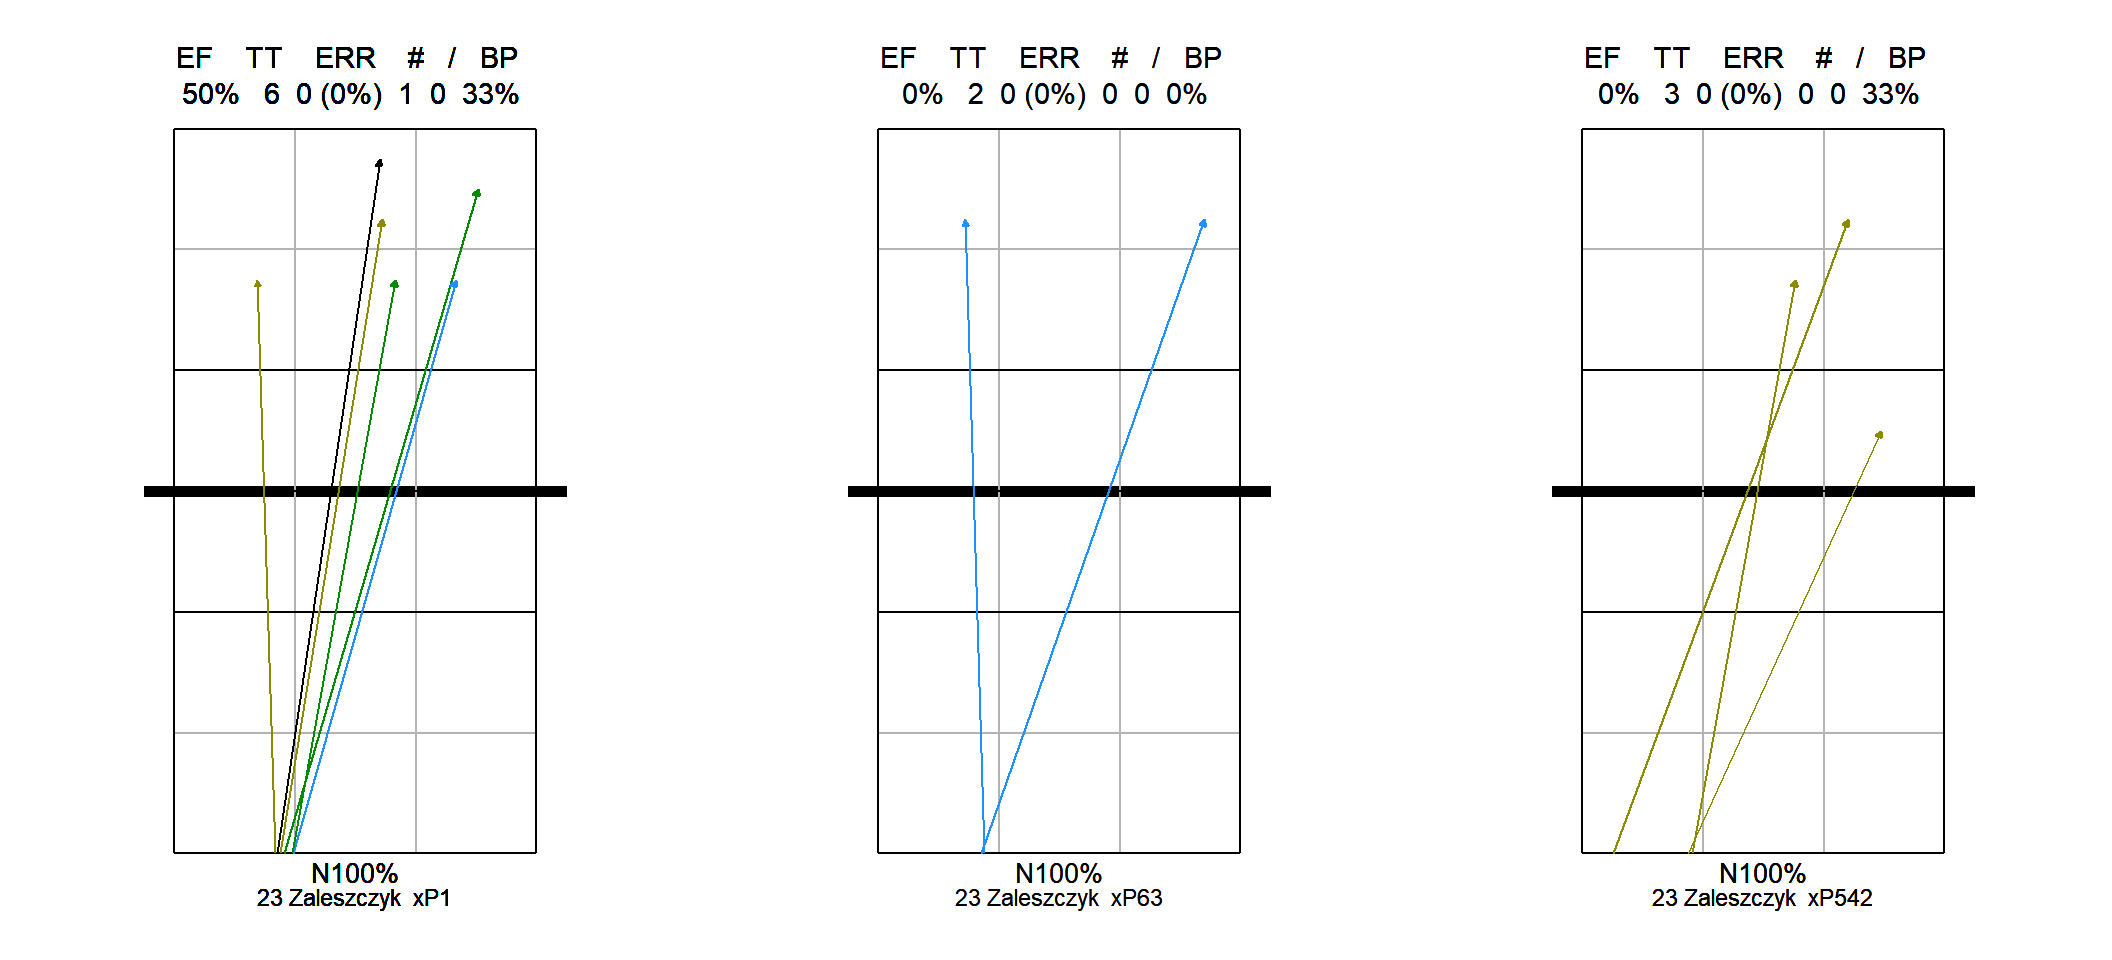 EF TT ERR # / BP
50% 6 0 (0%) 1 0 33%
N100%
23 Zaleszczyk xP1
EF TT ERR # / BP
0% 2 0 (0%) 0 0 0%
N100%
23 Zaleszczyk xP63
EF TT ERR # / BP
0% 3 0 (0%) 0 0 33%
N100%
23 Zaleszczyk xP542